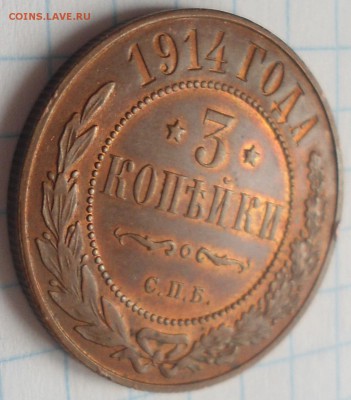 COINS.LAVE.RU
1914 ГОДА
3
КОПѢЙКИ
С.П.Б.